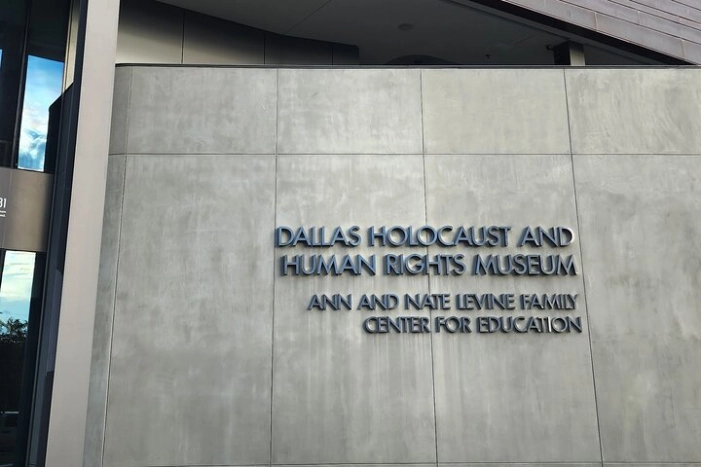 DALLAS HOLOCAUST AND
HUMAN RIGHTS MUSEUM
ANN AND NATE LEVINE FAMILY
CENTER FOR EDUCATION